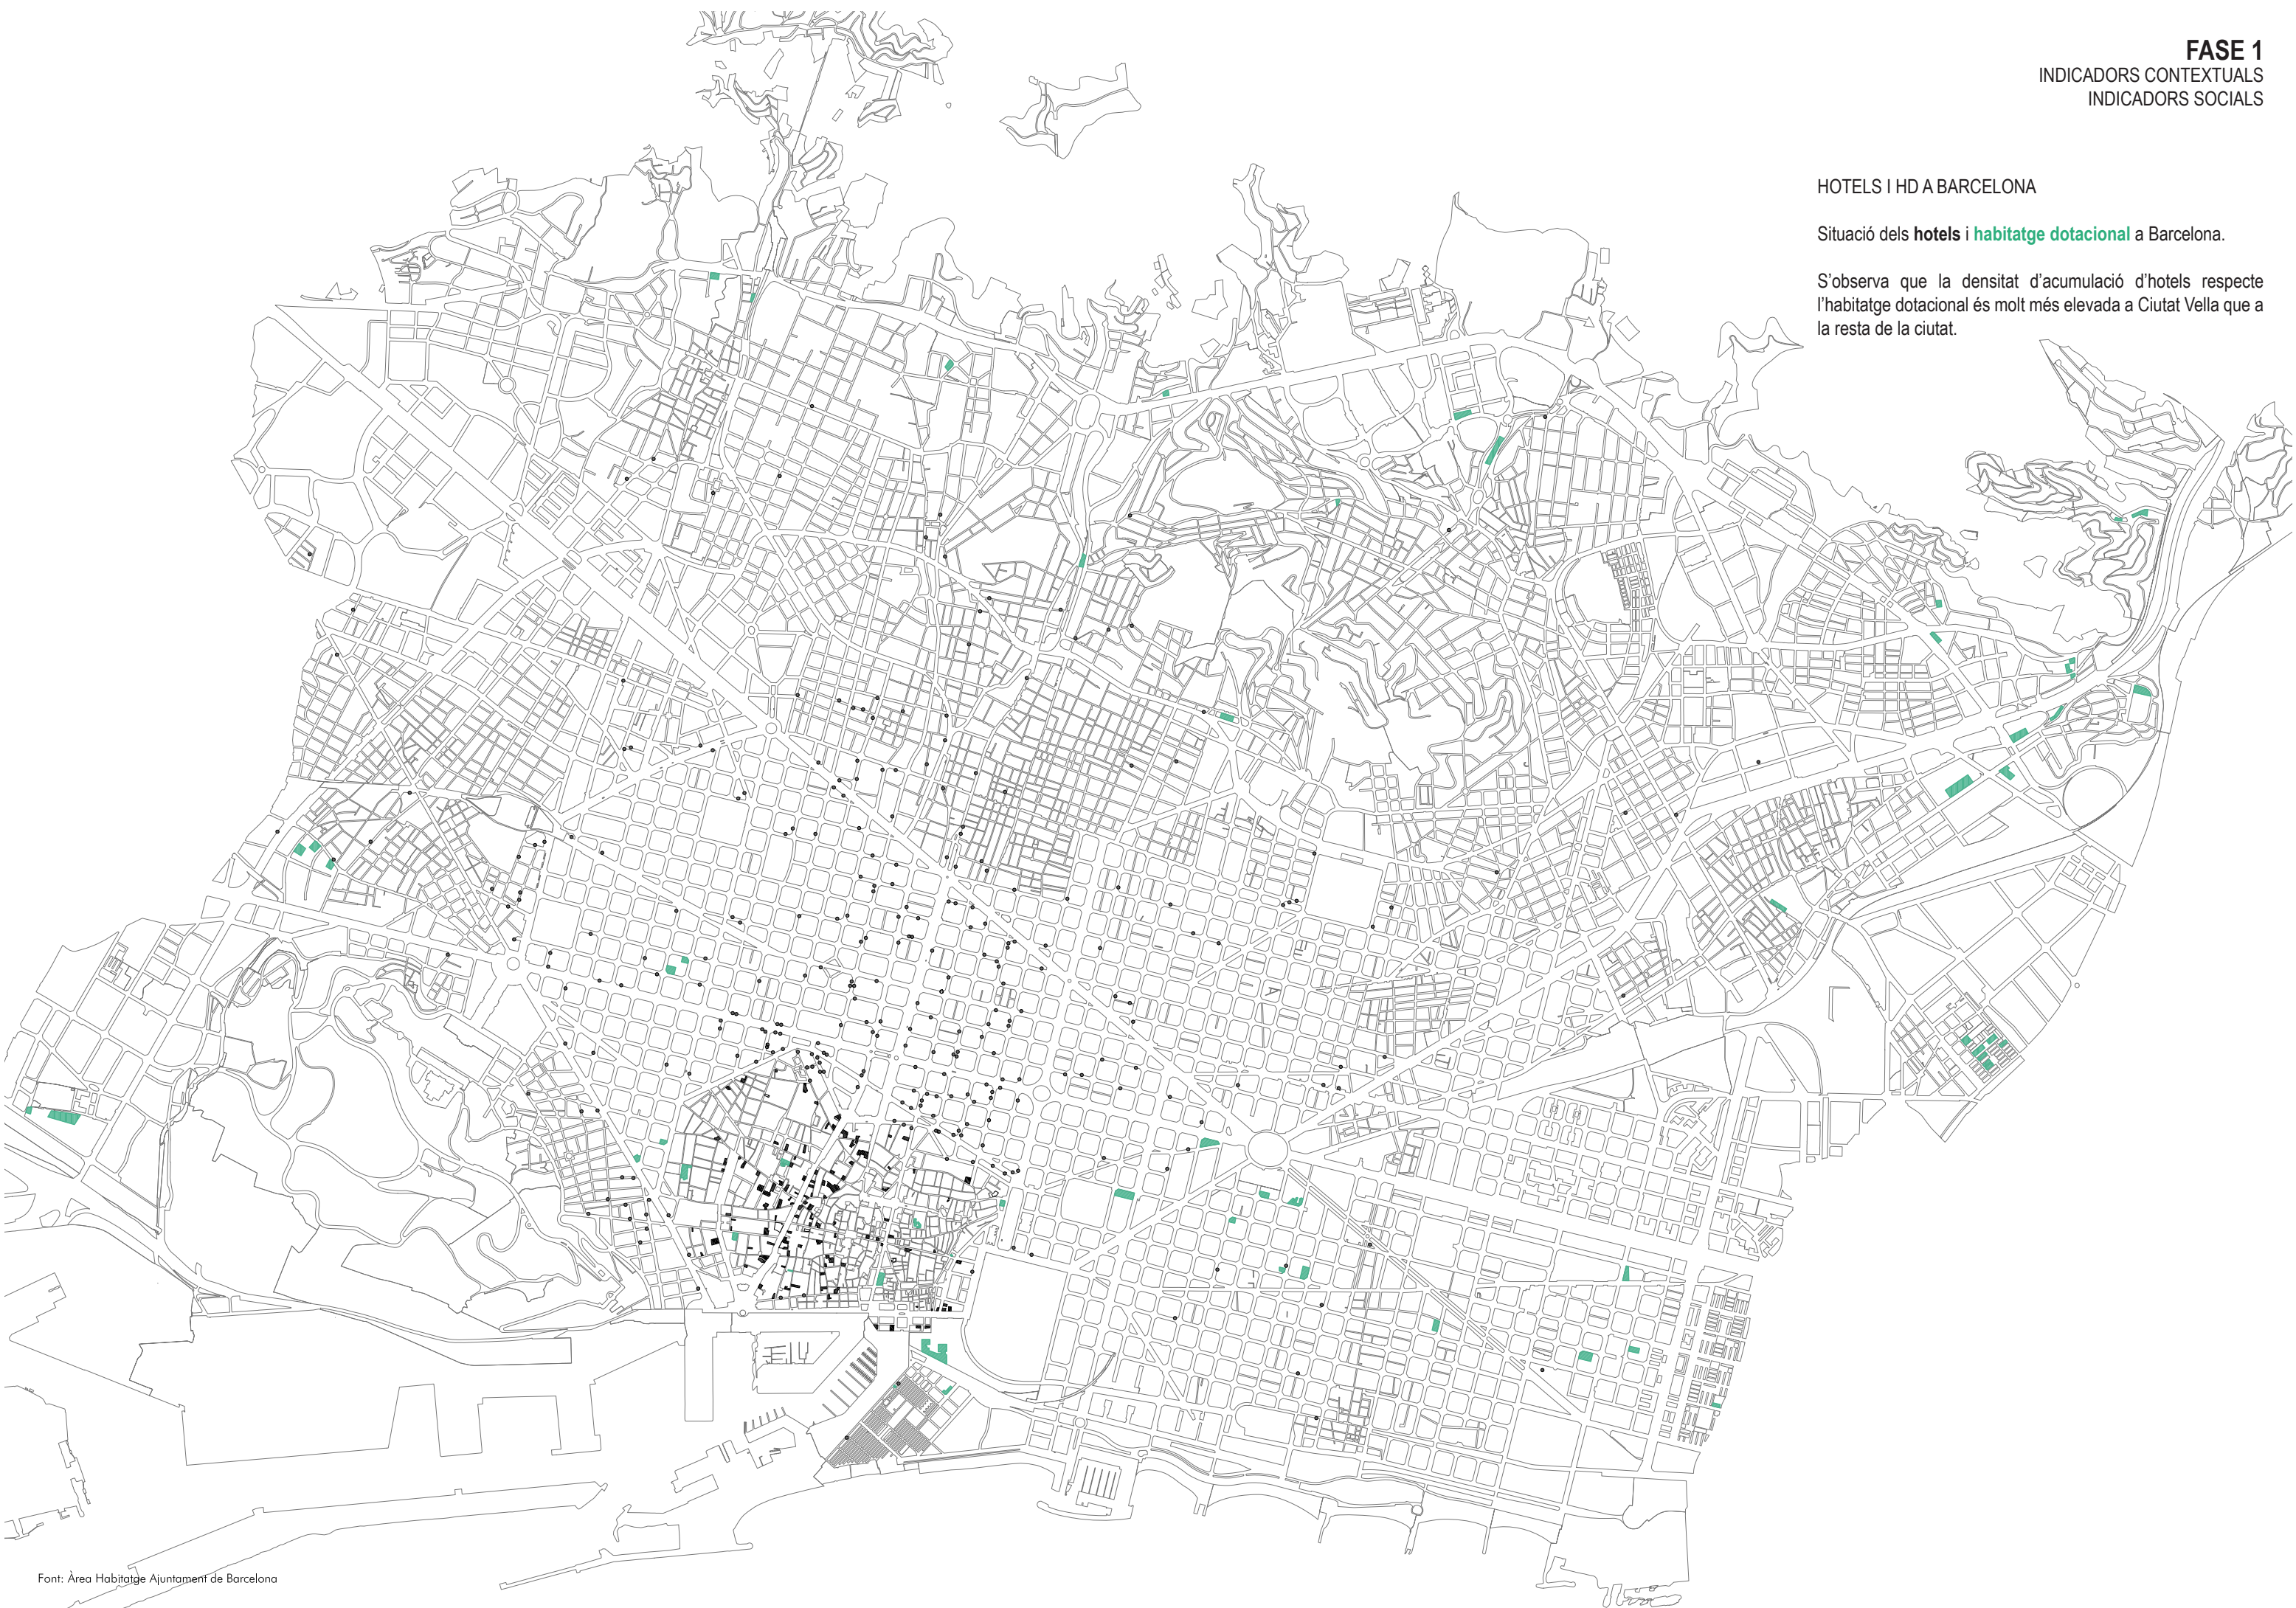 FASE 1
INDICADORS CONTEXTUALS
INDICADORS SOCIALS
HOTELS I HD A BARCELONA
Situació dels hotels i habitatge dotacional a Barcelona.
S'observa que la densitat d'acumulació d'hotels respecte
l'habitatge dotacional és molt més elevada a Ciutat Vella que a
la resta de la ciutat.
Font: Àrea Habitatge Ajuntament de Barcelona